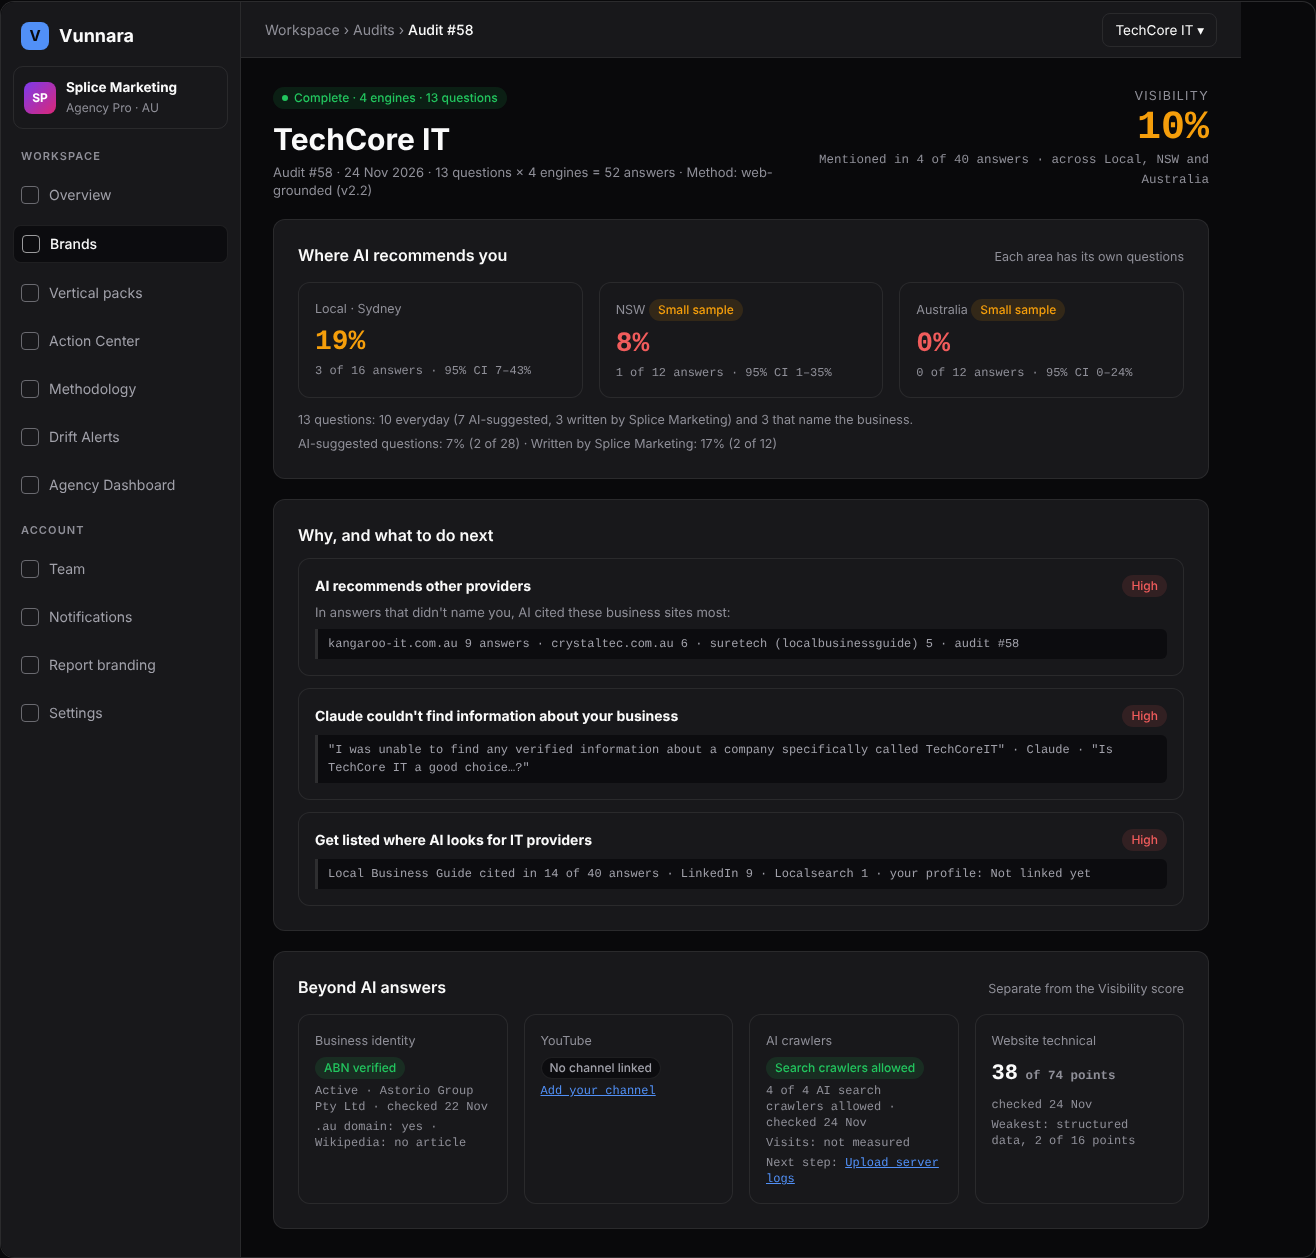 V Vunnara
SP Splice Marketing
Agency Pro · AU
WORKSPACE
Overview
Brands
Vertical packs
Action Center
Methodology
Drift Alerts
Agency Dashboard
ACCOUNT
Team
Notifications
Report branding
Settings
Workspace › Audits › Audit #58
TechCore IT ▾
Complete · 4 engines · 13 questions
TechCore IT
Audit #58 · 24 Nov 2026 · 13 questions × 4 engines = 52 answers · Method: web-
grounded (v2.2)
VISIBILITY
10%
Mentioned in 4 of 40 answers · across Local, NSW and
Australia
Where AI recommends you
Each area has its own questions
Local · Sydney
19%
3 of 16 answers · 95% CI 7–43%
NSW Small sample
8%
1 of 12 answers · 95% CI 1–35%
Australia Small sample
0%
0 of 12 answers · 95% CI 0–24%
13 questions: 10 everyday (7 AI-suggested, 3 written by Splice Marketing) and 3 that name the business.
AI-suggested questions: 7% (2 of 28) · Written by Splice Marketing: 17% (2 of 12)
Why, and what to do next
AI recommends other providers
High
In answers that didn't name you, AI cited these business sites most:
kangaroo-it.com.au 9 answers · crystaltec.com.au 6 · suretech (localbusinessguide) 5 · audit #58
Claude couldn't find information about your business
High
"I was unable to find any verified information about a company specifically called TechCoreIT" · Claude · "Is
TechCore IT a good choice…?"
Get listed where AI looks for IT providers
High
Local Business Guide cited in 14 of 40 answers · LinkedIn 9 · Localsearch 1 · your profile: Not linked yet
Beyond AI answers
Separate from the Visibility score
Business identity
ABN verified
Active · Astorio Group
Pty Ltd · checked 22 Nov
.au domain: yes ·
Wikipedia: no article
YouTube
No channel linked
Add your channel
AI crawlers
Search crawlers allowed
4 of 4 AI search
crawlers allowed ·
checked 24 Nov
Visits: not measured
Next step: Upload server
logs
Website technical
38 of 74 points
checked 24 Nov
Weakest: structured
data, 2 of 16 points